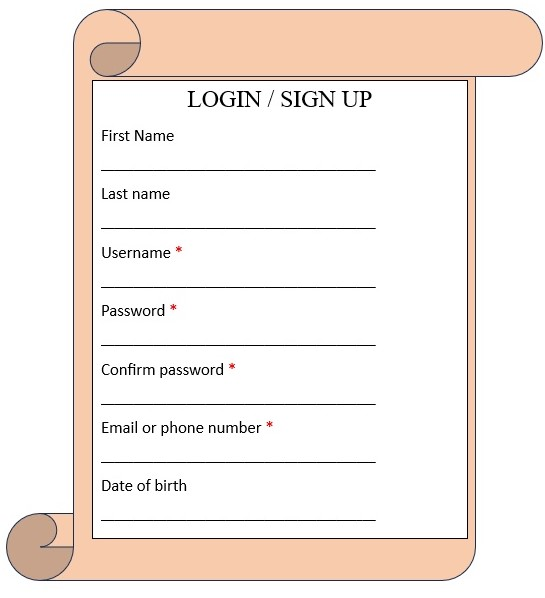 LOGIN / SIGN UP
First Name
Last name
Username *
Password *
Confirm password *
Email or phone number *
Date of birth